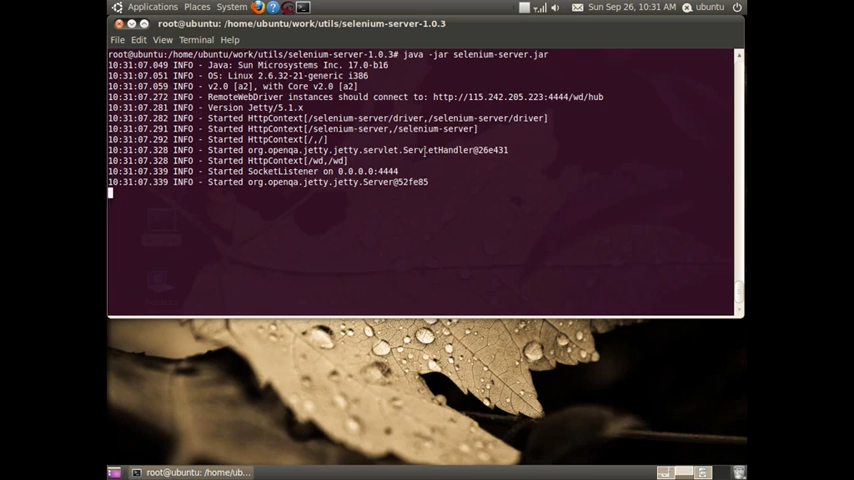 Applications Places System
Sun Sep 26, 10:31 AM ubuntu
root@ubuntu: /home/ubuntu/work/utils/selenium-server-1.0.3
File Edit View Terminal Help
root@ubuntu:/home/ubuntu/work/utils/selenium-server-1.0.3# java -jar selenium-server.jar
10:31:07.049 INFO - Java: Sun Microsystems Inc. 17.0-b16
10:31:07.051 INFO - OS: Linux 2.6.32-21-generic i386
10:31:07.059 INFO - v2.0 [a2], with Core v2.0 [a2]
10:31:07.272 INFO - RemoteWebDriver instances should connect to: http://115.242.205.223:4444/wd/hub
10:31:07.281 INFO - Version Jetty/5.1.x
10:31:07.282 INFO - Started HttpContext[/selenium-server/driver,/selenium-server/driver]
10:31:07.291 INFO - Started HttpContext[/selenium-server,/selenium-server]
10:31:07.292 INFO - Started HttpContext[/,/]
10:31:07.328 INFO - Started org.openqa.jetty.jetty.servlet.ServletHandler@26e431
10:31:07.328 INFO - Started HttpContext[/wd,/wd]
10:31:07.339 INFO - Started SocketListener on 0.0.0.0:4444
10:31:07.339 INFO - Started org.openqa.jetty.jetty.Server@52fe85
root@ubuntu: /home/ub...